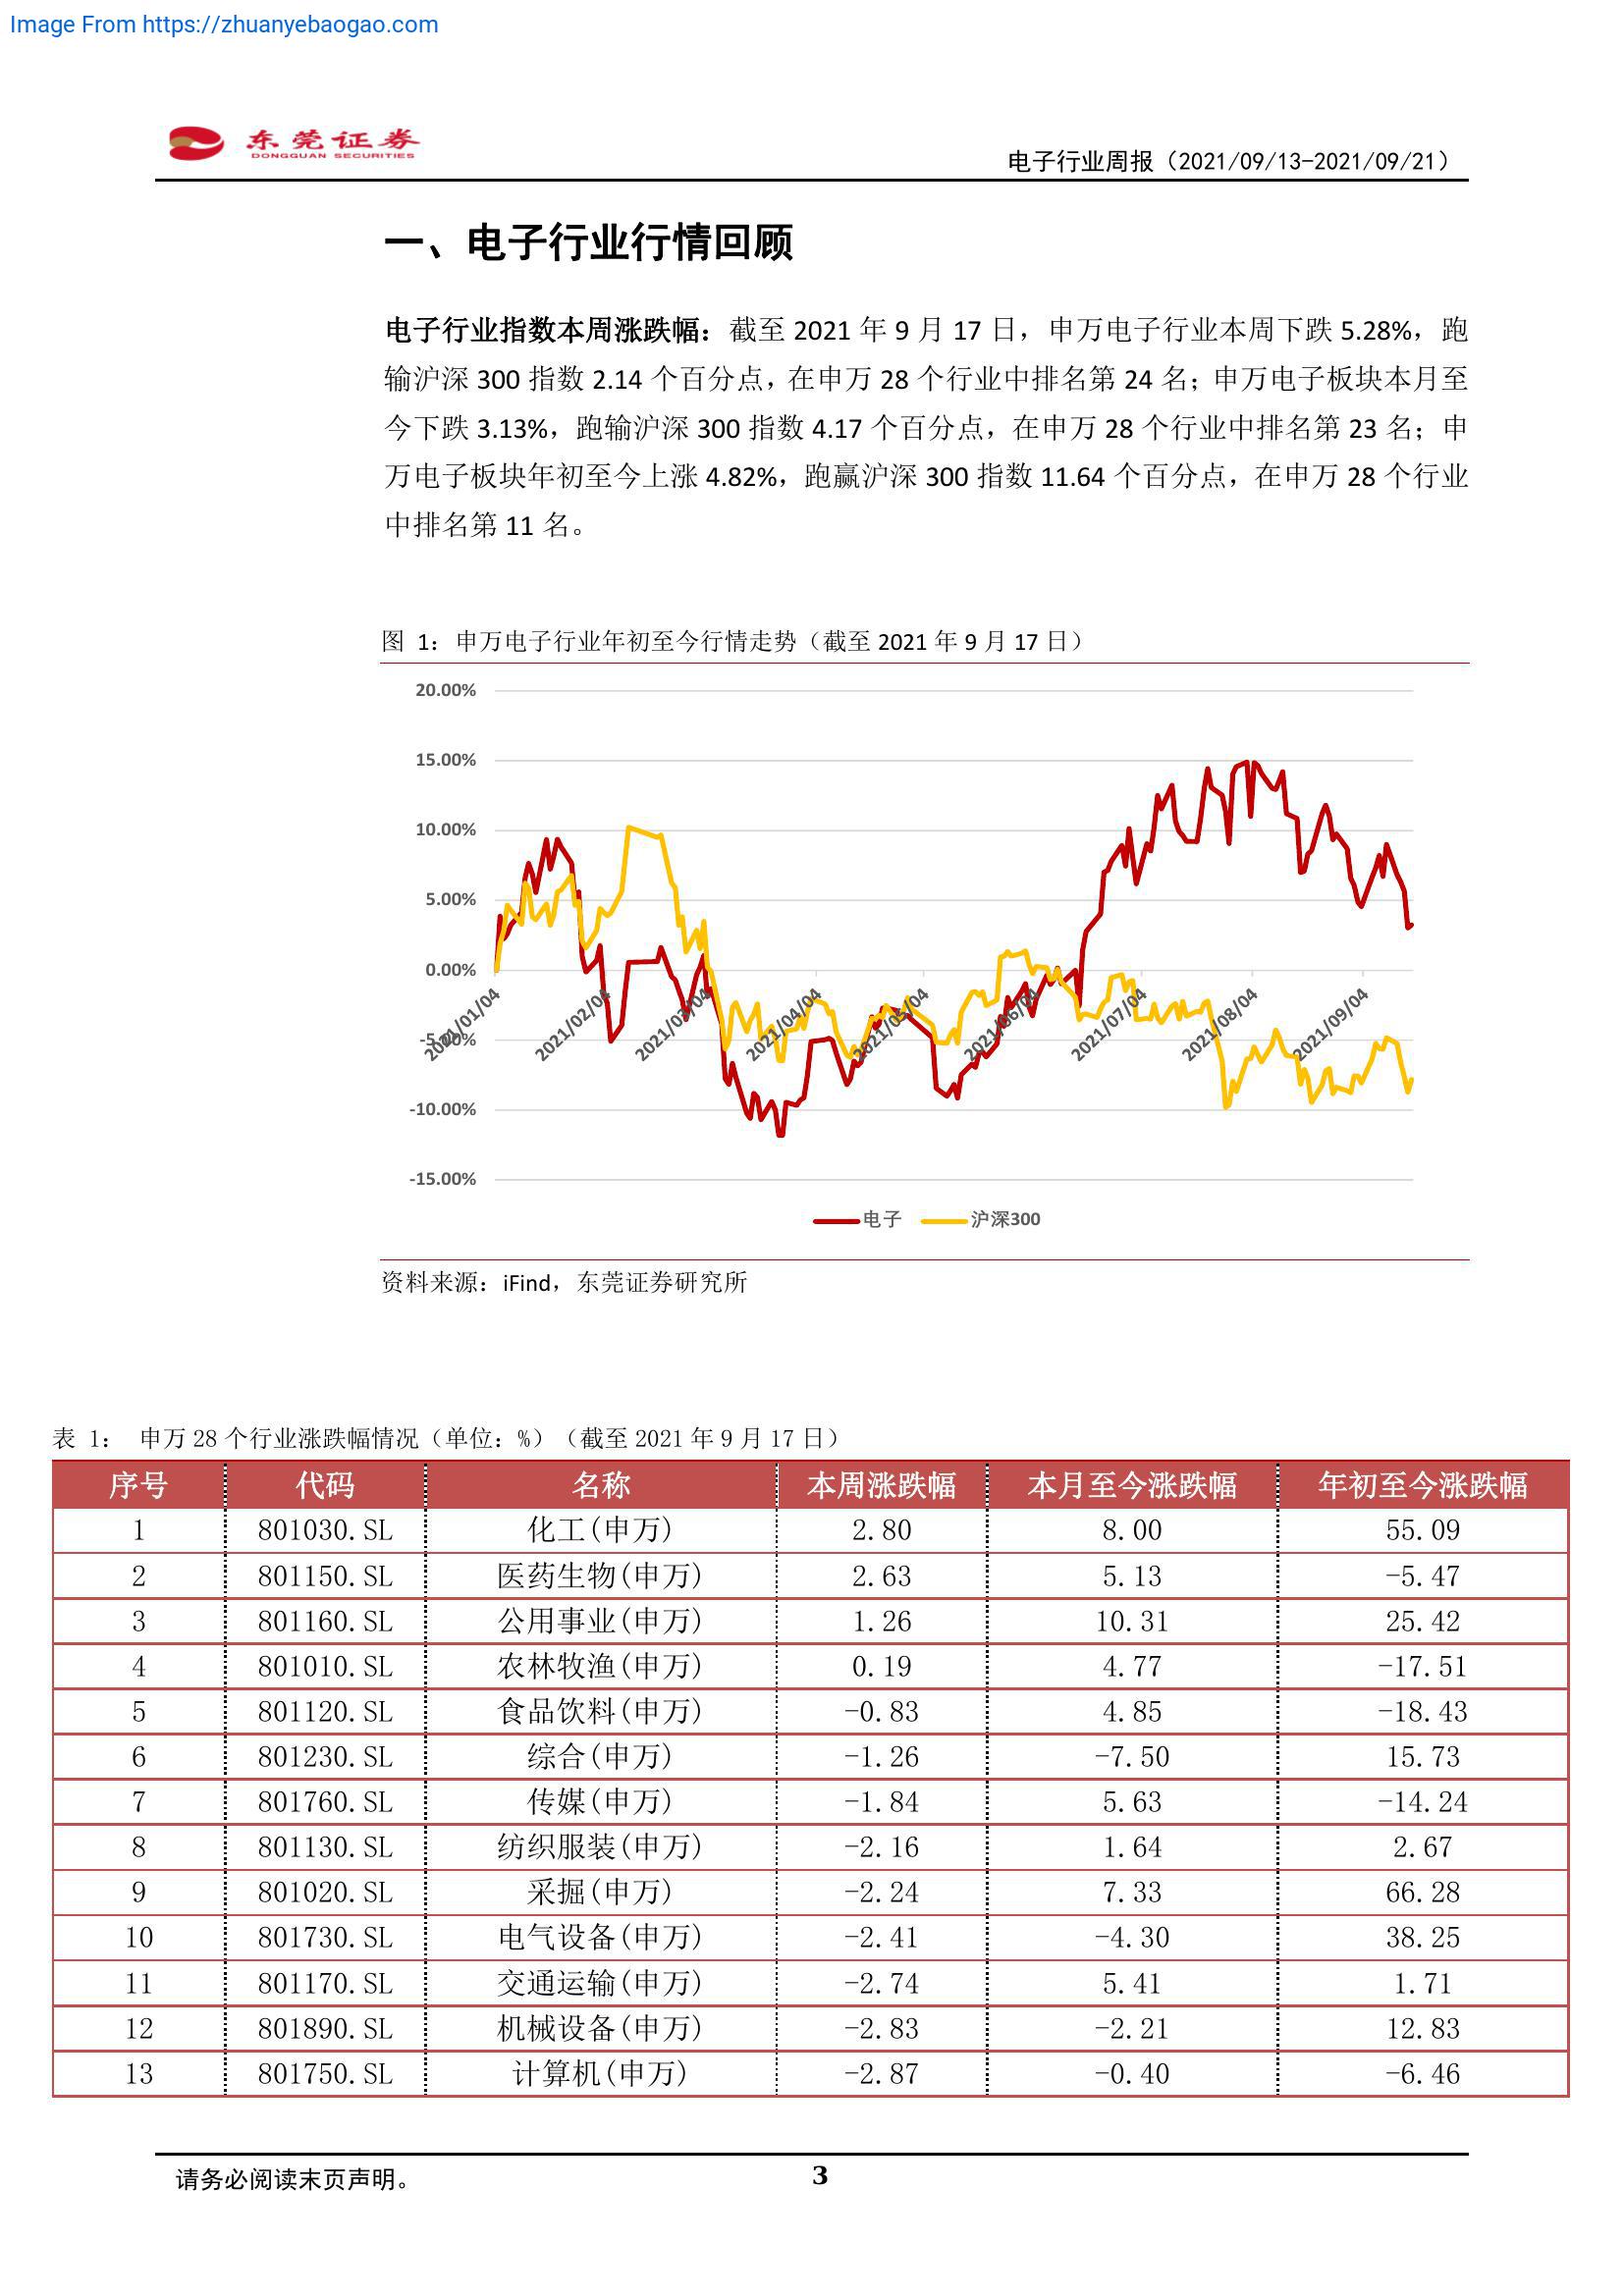 Image From https://zhuanyebaogao.com
东莞证券
DONGGUAN SECURITIES
电子行业周报（2021/09/13-2021/09/21）
一、电子行业行情回顾
电子行业指数本周涨跌幅：截至 2021 年 9 月 17 日，申万电子行业本周下跌 5.28%，跑
输沪深 300 指数 2.14 个百分点，在申万 28 个行业中排名第 24 名；申万电子板块本月至
今下跌 3.13%，跑输沪深 300 指数 4.17 个百分点，在申万 28 个行业中排名第 23 名；申
万电子板块年初至今上涨 4.82%，跑赢沪深 300 指数 11.64 个百分点，在申万 28 个行业
中排名第 11 名。
图 1：申万电子行业年初至今行情走势（截至 2021 年 9 月 17 日）
20.00%
15.00%
10.00%
5.00%
0.00%
-5.00%
-10.00%
-15.00%
2021/01/04
2021/02/04
2021/03/04
2021/04/04
2021/05/04
2021/06/04
2021/07/04
2021/08/04
2021/09/04
电子 沪深300
资料来源：iFind，东莞证券研究所
表 1： 申万 28 个行业涨跌幅情况（单位：%）（截至 2021 年 9 月 17 日）
序号 代码 名称 本周涨跌幅 本月至今涨跌幅 年初至今涨跌幅
1 801030.SL 化工(申万) 2.80 8.00 55.09
2 801150.SL 医药生物(申万) 2.63 5.13 -5.47
3 801160.SL 公用事业(申万) 1.26 10.31 25.42
4 801010.SL 农林牧渔(申万) 0.19 4.77 -17.51
5 801120.SL 食品饮料(申万) -0.83 4.85 -18.43
6 801230.SL 综合(申万) -1.26 -7.50 15.73
7 801760.SL 传媒(申万) -1.84 5.63 -14.24
8 801130.SL 纺织服装(申万) -2.16 1.64 2.67
9 801020.SL 采掘(申万) -2.24 7.33 66.28
10 801730.SL 电气设备(申万) -2.41 -4.30 38.25
11 801170.SL 交通运输(申万) -2.74 5.41 1.71
12 801890.SL 机械设备(申万) -2.83 -2.21 12.83
13 801750.SL 计算机(申万) -2.87 -0.40 -6.46
请务必阅读末页声明。
3